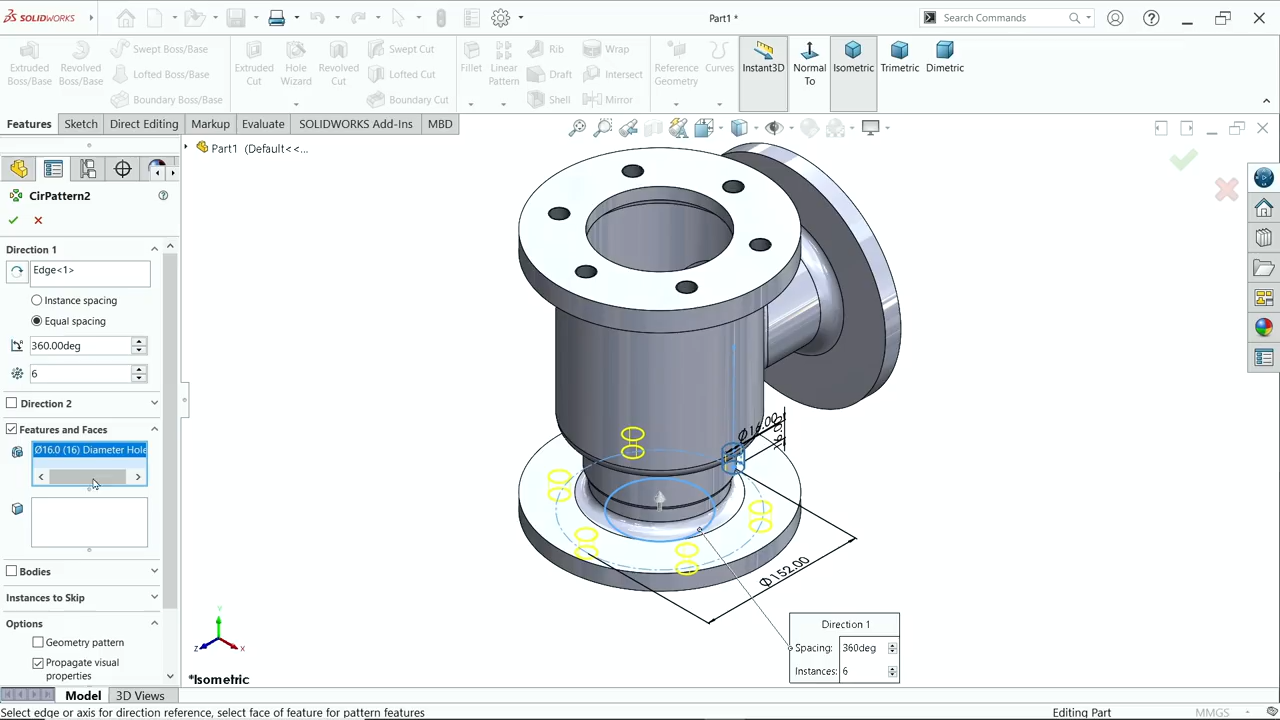 SOLIDWORKS
Part1 *
Search Commands
Extruded Boss/Base
Revolved Boss/Base
Swept Boss/Base
Lofted Boss/Base
Boundary Boss/Base
Extruded Cut
Hole Wizard
Revolved Cut
Swept Cut
Lofted Cut
Boundary Cut
Fillet
Linear Pattern
Rib
Draft
Shell
Wrap
Intersect
Mirror
Reference Geometry
Curves
Instant3D
Normal To
Isometric
Trimetric
Dimetric
Features
Sketch
Direct Editing
Markup
Evaluate
SOLIDWORKS Add-Ins
MBD
Part1 (Default<<...
CirPattern2
Direction 1
Edge<1>
Instance spacing
Equal spacing
360.00deg
6
Direction 2
Features and Faces
Ø16.0 (16) Diameter Hole
Bodies
Instances to Skip
Options
Geometry pattern
Propagate visual
properties
Ø16.00
16.00
Ø152.00
Direction 1
Spacing: 360deg
Instances: 6
Y
Z
X
*Isometric
Model
3D Views
Select edge or axis for direction reference, select face of feature for pattern features
Editing Part
MMGS